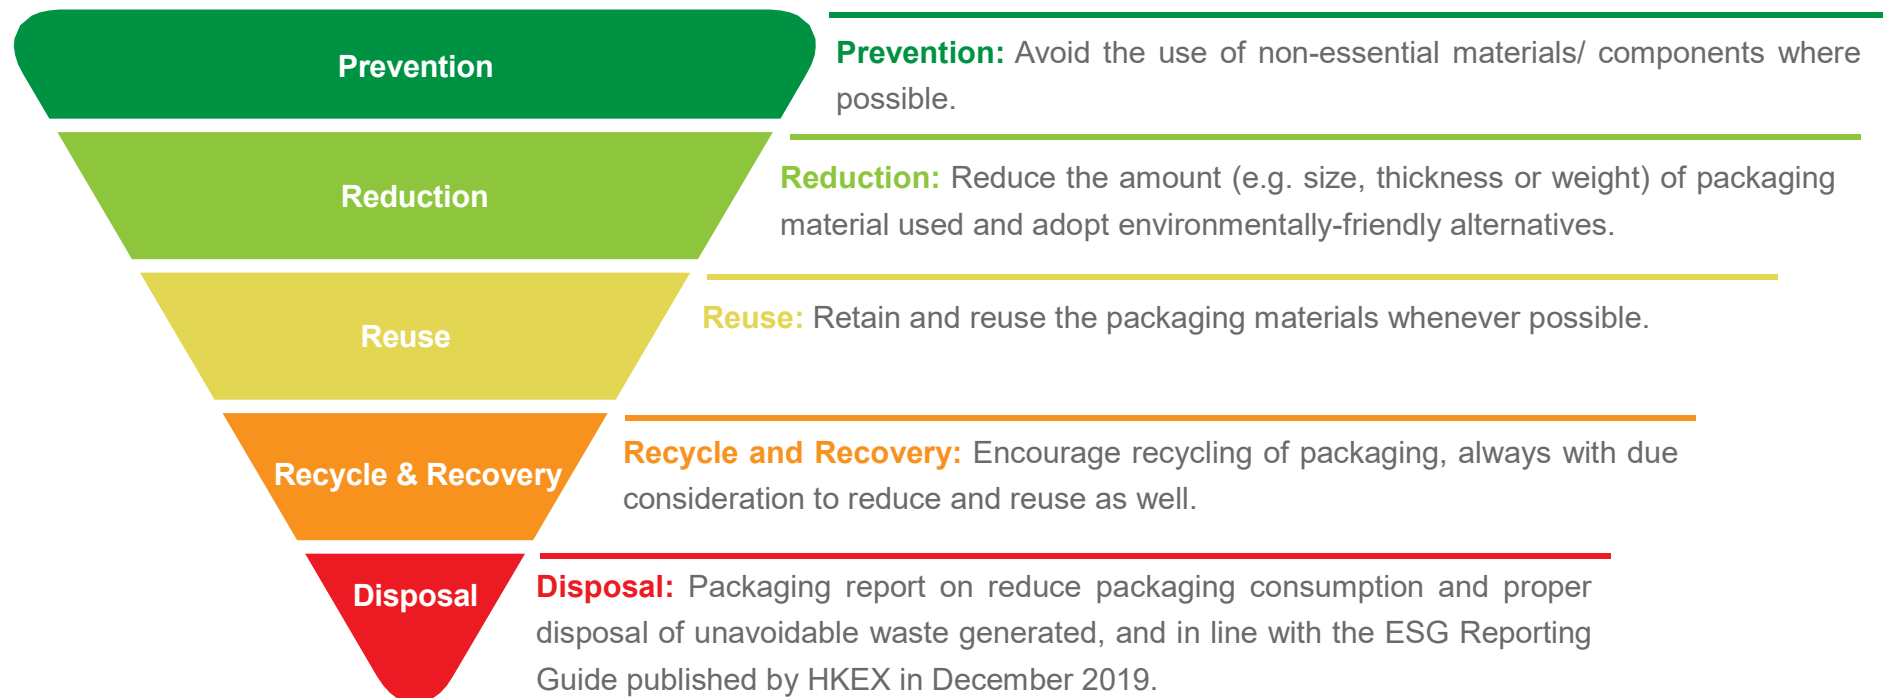 Prevention
Prevention: Avoid the use of non-essential materials/ components where
possible.
Reduction
Reduction: Reduce the amount (e.g. size, thickness or weight) of packaging
material used and adopt environmentally-friendly alternatives.
Reuse
Reuse: Retain and reuse the packaging materials whenever possible.
Recycle & Recovery
Recycle and Recovery: Encourage recycling of packaging, always with due
consideration to reduce and reuse as well.
Disposal
Disposal: Packaging report on reduce packaging consumption and proper
disposal of unavoidable waste generated, and in line with the ESG Reporting
Guide published by HKEX in December 2019.